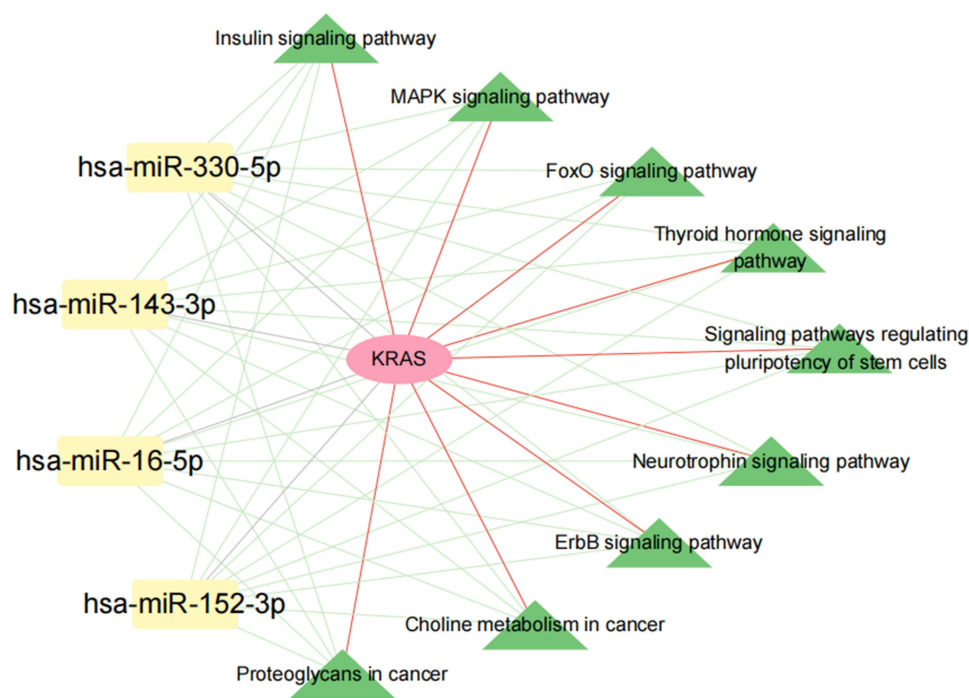 Insulin signaling pathway
MAPK signaling pathway
hsa-miR-330-5p
FoxO signaling pathway
Thyroid hormone signaling
pathway
hsa-miR-143-3p
Signaling pathways regulating
pluripotency of stem cells
KRAS
hsa-miR-16-5p
Neurotrophin signaling pathway
ErbB signaling pathway
hsa-miR-152-3p
Choline metabolism in cancer
Proteoglycans in cancer